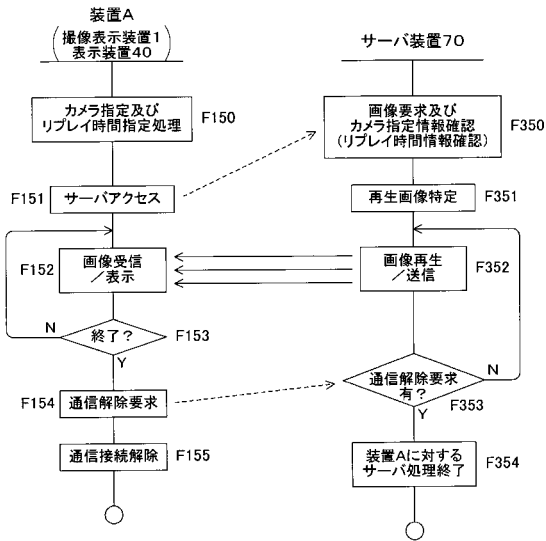 装置A
(撮像表示装置1
表示装置40)
カメラ指定及び
リプレイ時間指定処理
F150
F151
サーバアクセス
F152
画像受信
/表示
終了?
F153
N
Y
F154
通信解除要求
通信接続解除
F155
サーバ装置70
画像要求及び
カメラ指定情報確認
(リプレイ時間情報確認)
F350
再生画像特定
F351
画像再生
/送信
F352
通信解除要求
有?
N
Y
F353
装置Aに対する
サーバ処理終了
F354